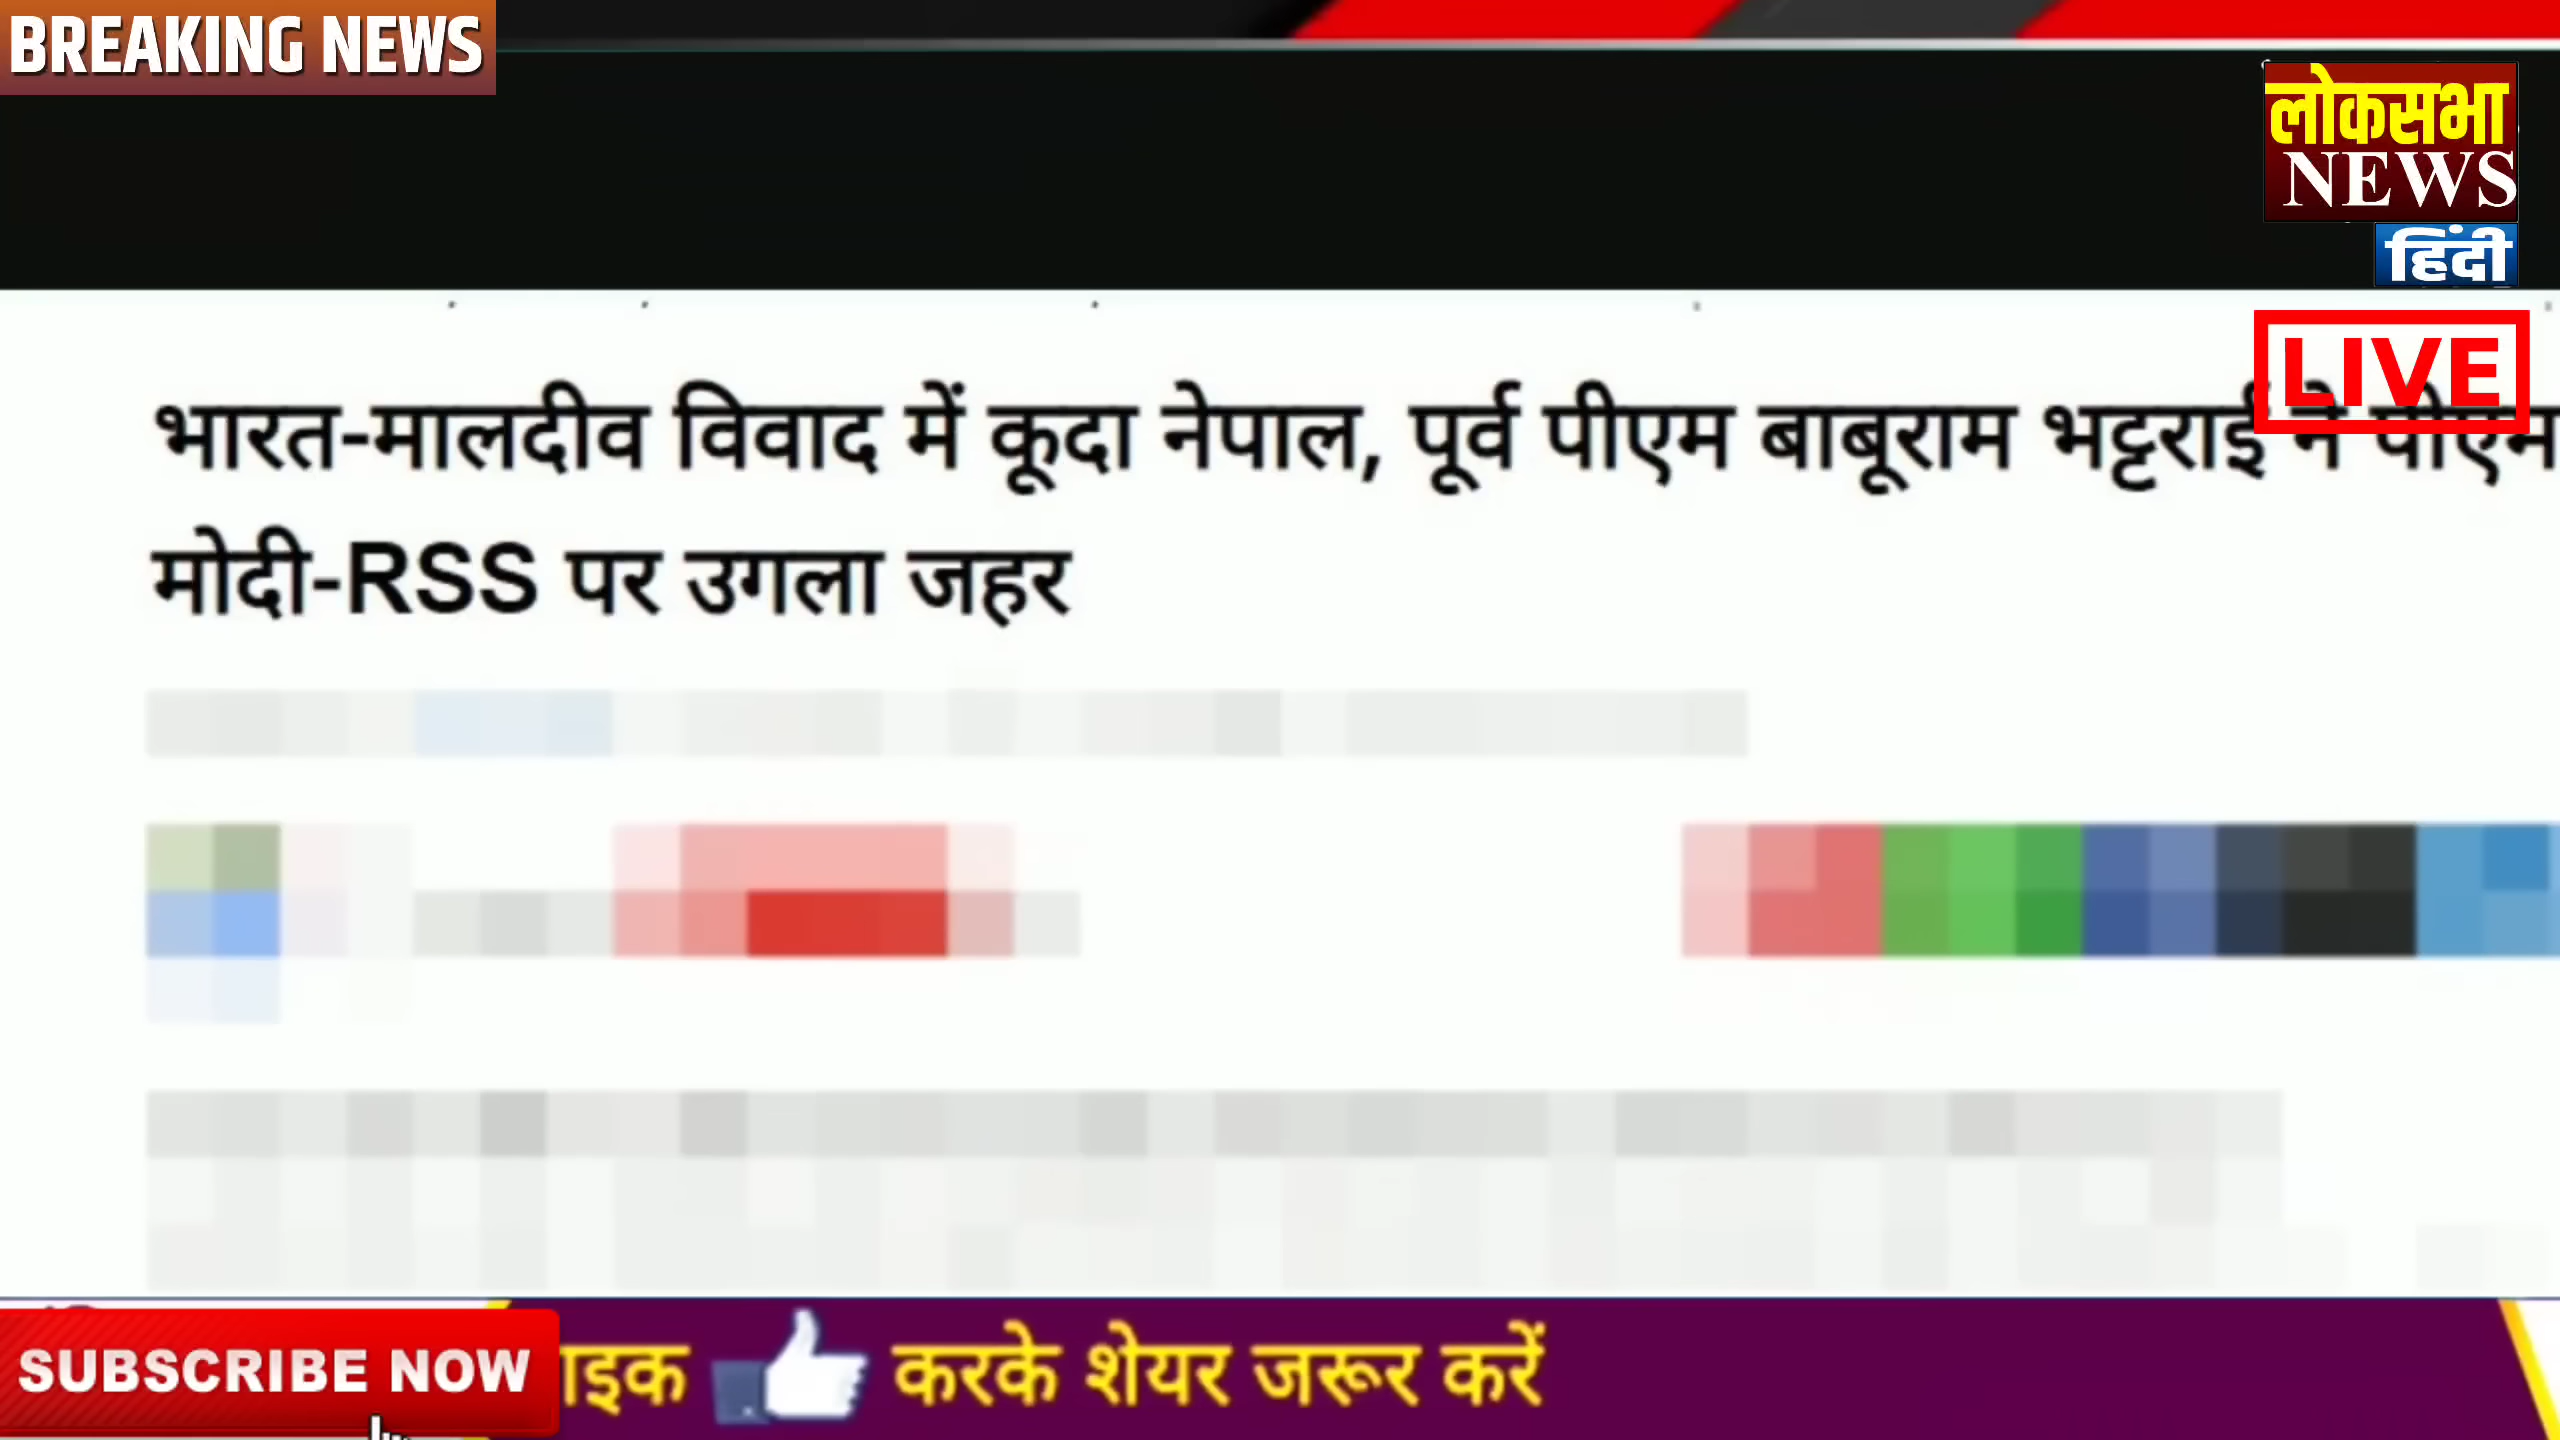 BREAKING NEWS
लोकसभा
NEWS
हिंदी
LIVE
भारत-मालदीव विवाद में कूदा नेपाल, पूर्व पीएम बाबूराम भट्टराई ने पीएम
मोदी-RSS पर उगला जहर
SUBSCRIBE NOW
ाइक करके शेयर जरूर करें